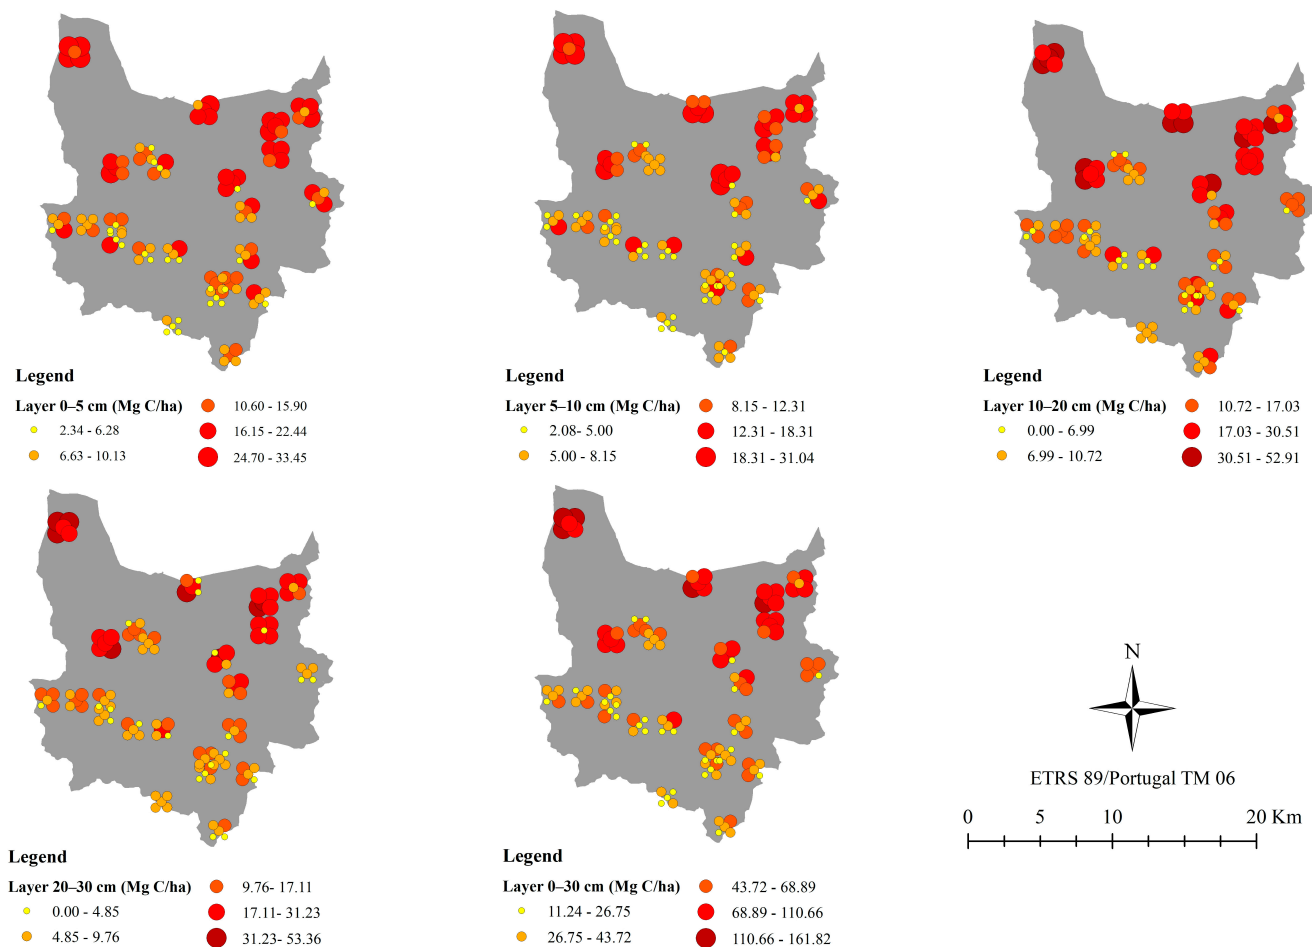 Legend
Layer 0–5 cm (Mg C/ha)
2.34 - 6.28
6.63 - 10.13
10.60 - 15.90
16.15 - 22.44
24.70 - 33.45
Legend
Layer 5–10 cm (Mg C/ha)
2.08- 5.00
5.00 - 8.15
8.15 - 12.31
12.31 - 18.31
18.31 - 31.04
Legend
Layer 10–20 cm (Mg C/ha)
0.00 - 6.99
6.99 - 10.72
10.72 - 17.03
17.03 - 30.51
30.51 - 52.91
Legend
Layer 20–30 cm (Mg C/ha)
0.00 - 4.85
4.85 - 9.76
9.76- 17.11
17.11- 31.23
31.23- 53.36
Legend
Layer 0–30 cm (Mg C/ha)
11.24 - 26.75
26.75 - 43.72
43.72 - 68.89
68.89 - 110.66
110.66 - 161.82
N
ETRS 89/Portugal TM 06
0 5 10 20 Km